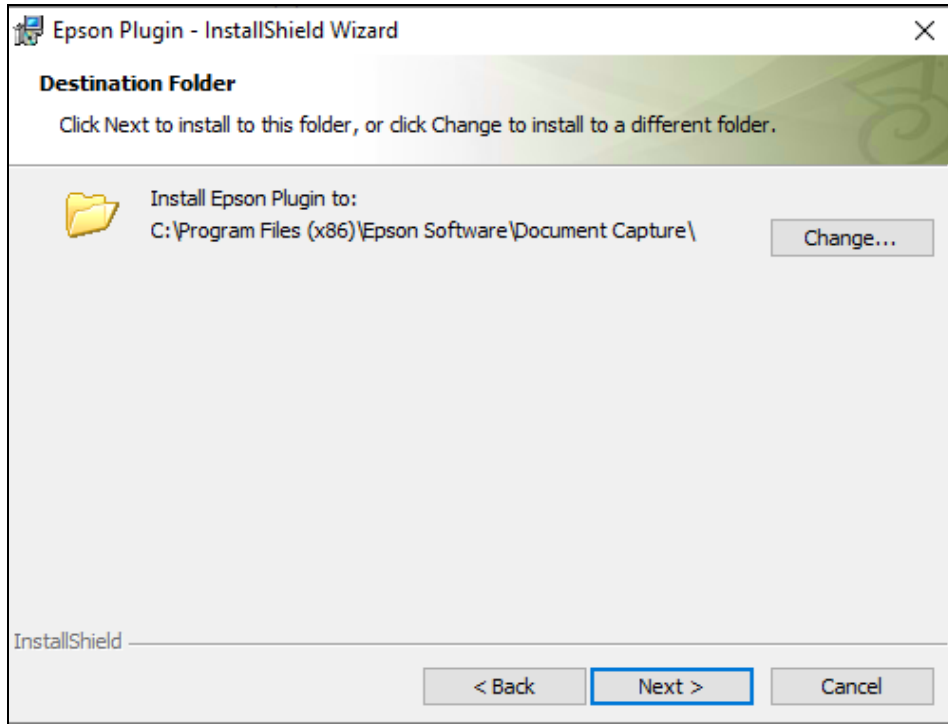 Epson Plugin - InstallShield Wizard
Destination Folder
Click Next to install to this folder, or click Change to install to a different folder.
Install Epson Plugin to:
C:\Program Files (x86)\Epson Software\Document Capture\
Change...
InstallShield
< Back
Next >
Cancel